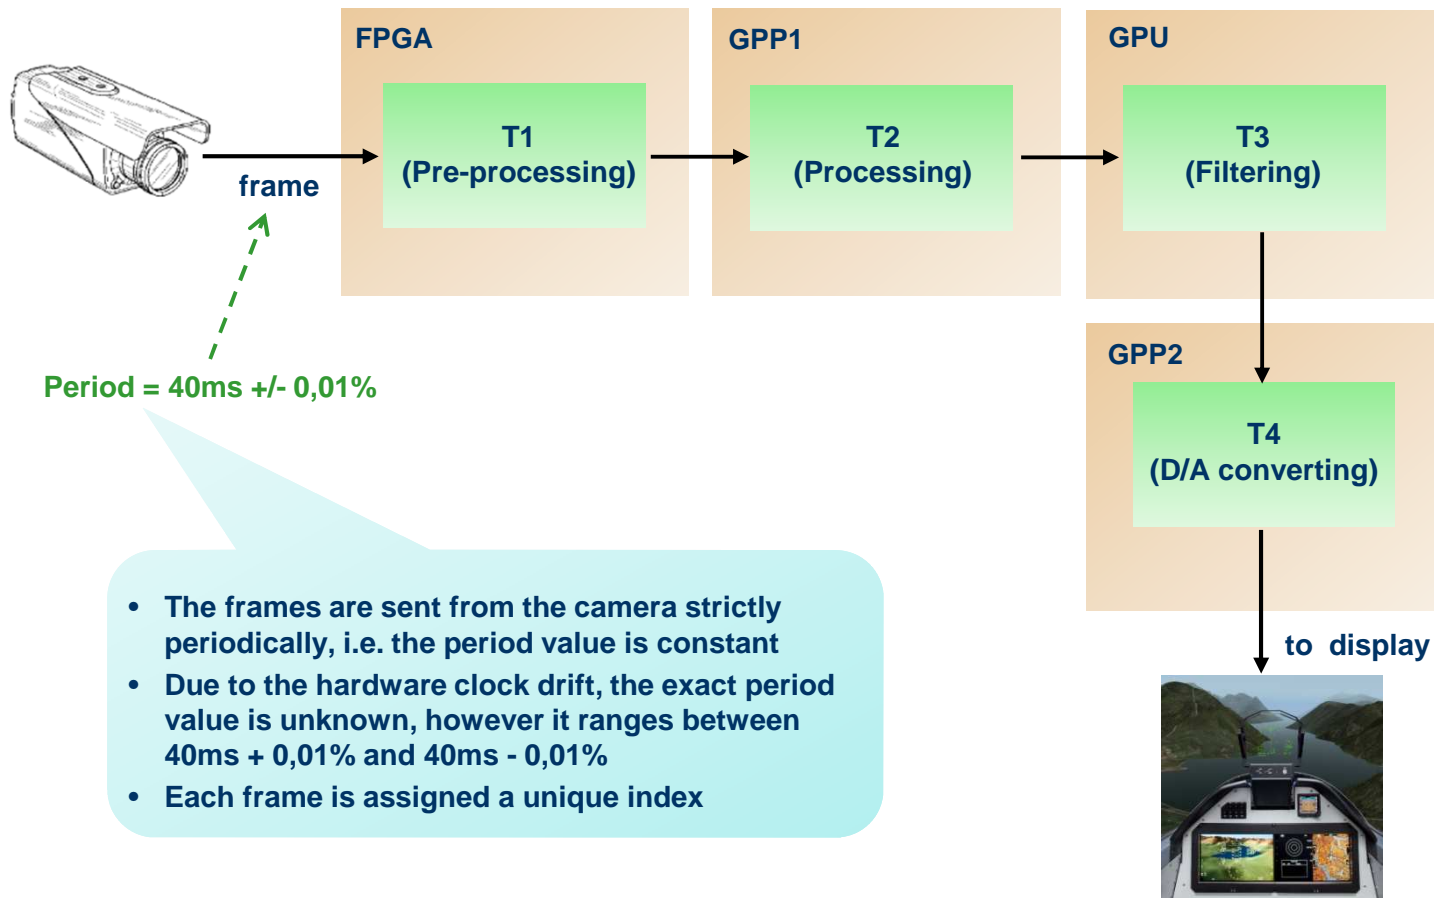 FPGA
GPP1
GPU
T1
(Pre-processing)
T2
(Processing)
T3
(Filtering)
frame
Period = 40ms +/- 0,01%
GPP2
T4
(D/A converting)
• The frames are sent from the camera strictly
periodically, i.e. the period value is constant
• Due to the hardware clock drift, the exact period
value is unknown, however it ranges between
40ms + 0,01% and 40ms - 0,01%
• Each frame is assigned a unique index
to display